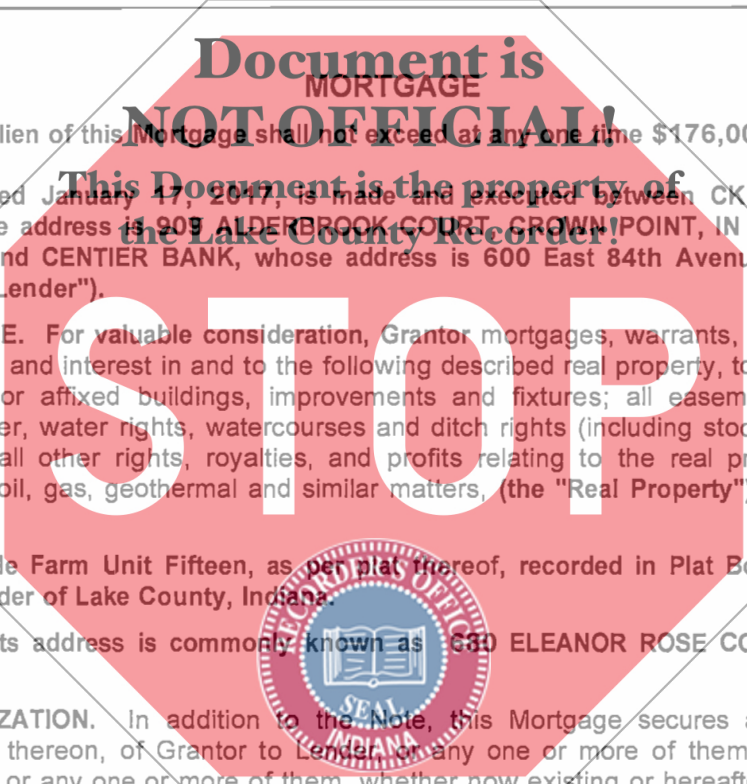 Document is
MORTGAGE
NOT OFFICIAL!
lien of this Mortgage shall not exceed at any one time $176,00
This Document is the property of
ed January 17, 2017, is made and executed between CK
the Lake County Recorder!
e address is 909 ALDERBROOK COURT, CROWN POINT, IN
nd CENTIER BANK, whose address is 600 East 84th Avenu
Lender").
STOP
E. For valuable consideration, Grantor mortgages, warrants,
and interest in and to the following described real property, to
or affixed buildings, improvements and fixtures; all easem
er, water rights, watercourses and ditch rights (including stoc
all other rights, royalties, and profits relating to the real pr
oil, gas, geothermal and similar matters, (the "Real Property")
le Farm Unit Fifteen, as per plat thereof, recorded in Plat Bo
der of Lake County, Indiana.
ts address is commonly known as 680 ELEANOR ROSE CO
RECORDER'S OFFICE
SEAL
INDIANA
ZATION. In addition to the Note, this Mortgage secures a
thereon, of Grantor to Lender, or any one or more of them
or any one or more of them, whether now existing or hereaft